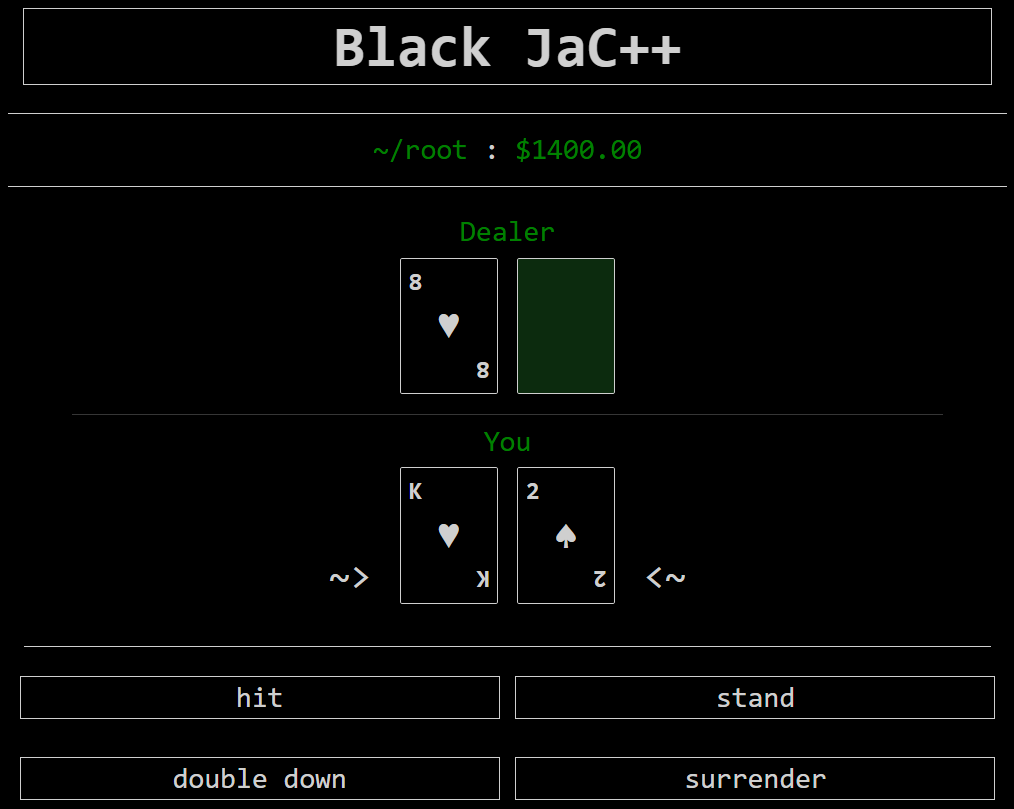 Black JaC++
~/root : $1400.00
Dealer
8
♥
8
You
K 2
♥ ♠
~> K 2 <~
hit stand
double down surrender